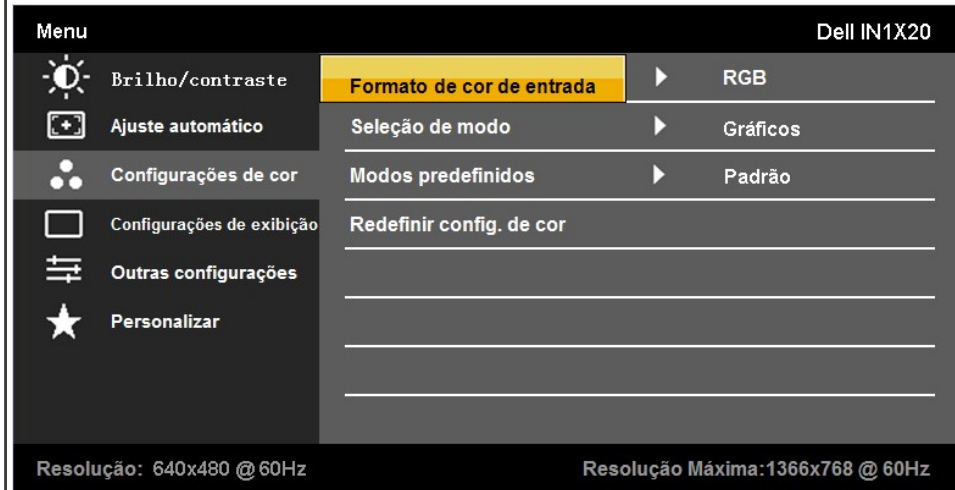 Menu Dell IN1X20
Brilho/contraste Formato de cor de entrada RGB
Ajuste automático Seleção de modo Gráficos
Configurações de cor Modos predefinidos Padrão
Configurações de exibição Redefinir config. de cor
Outras configurações
Personalizar
Resolução: 640x480 @ 60Hz Resolução Máxima:1366x768 @ 60Hz